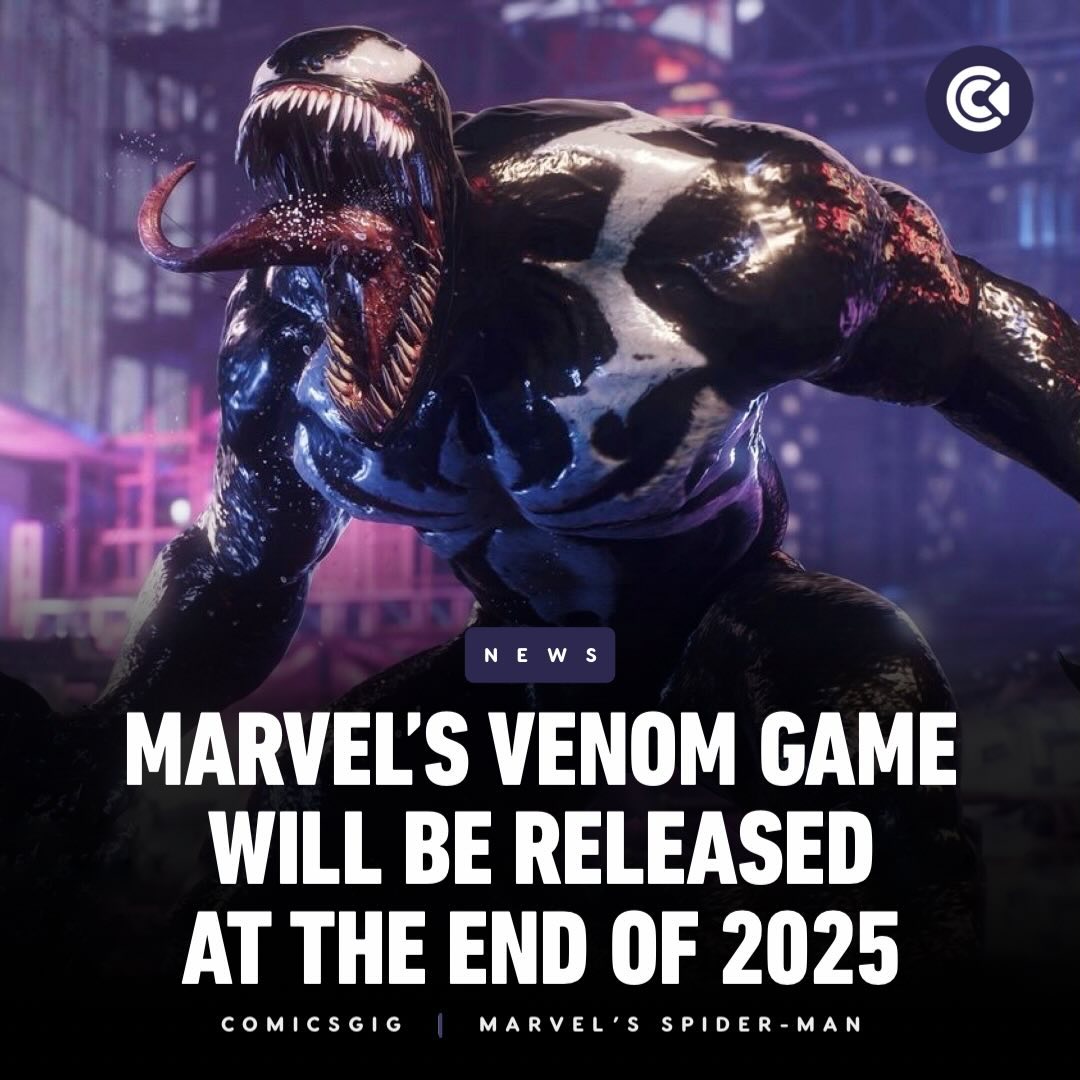 NEWS
MARVEL'S VENOM GAME
WILL BE RELEASED
AT THE END OF 2025
COMICSGIG | MARVEL'S SPIDER-MAN